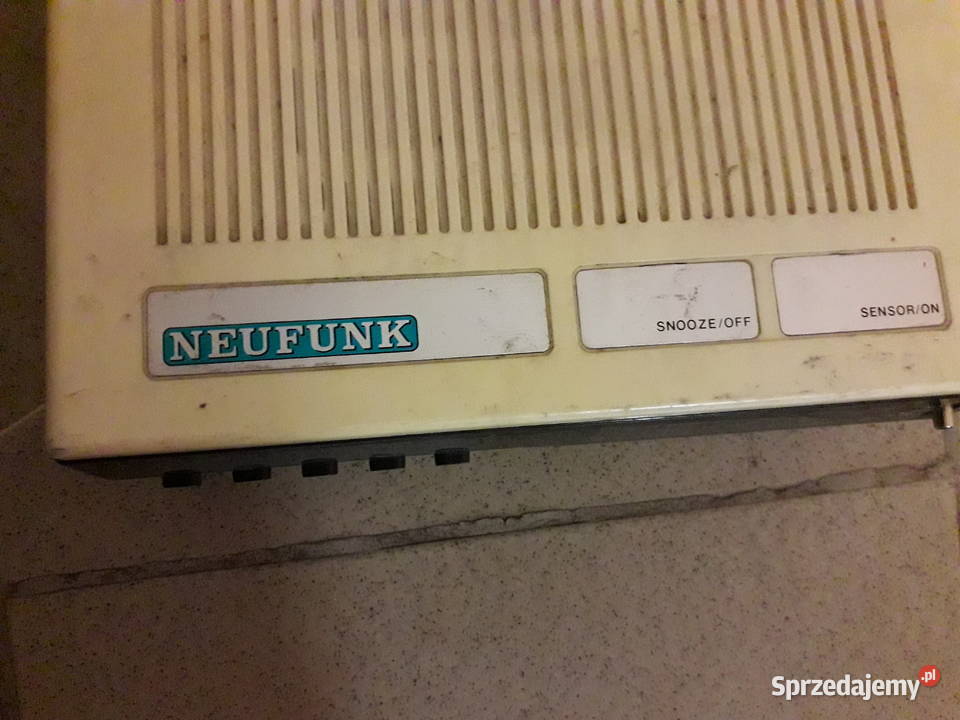 NEUFUNK
SNOOZE/OFF
SENSOR/ON
Sprzedajemy.pl